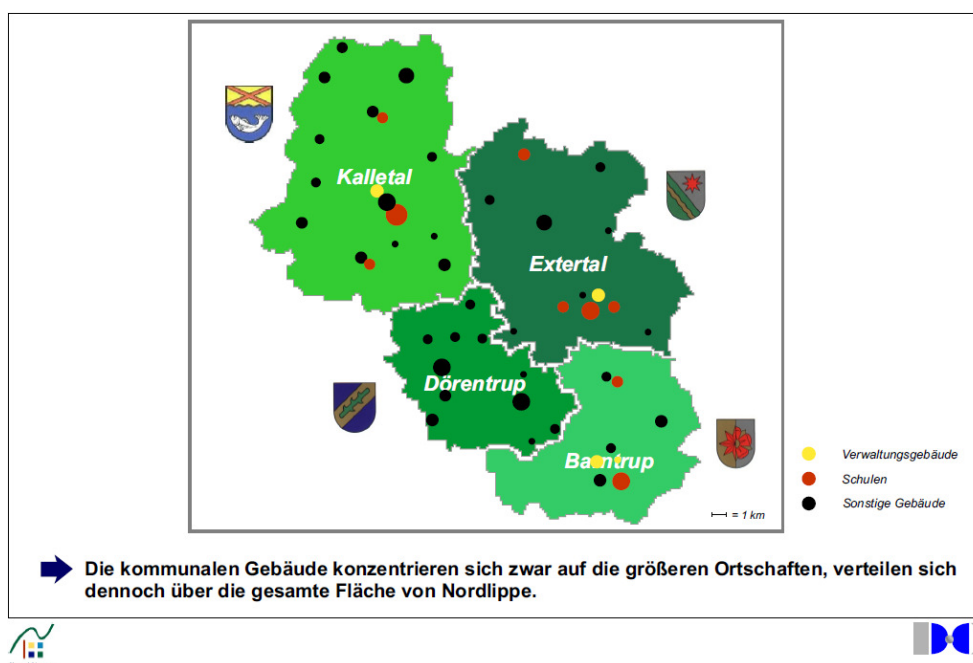 Kalletal
Extertal
Dörentrup
Barntrup
Verwaltungsgebäude
Schulen
Sonstige Gebäude
= 1 km
Die kommunalen Gebäude konzentrieren sich zwar auf die größeren Ortschaften, verteilen sich
dennoch über die gesamte Fläche von Nordlippe.